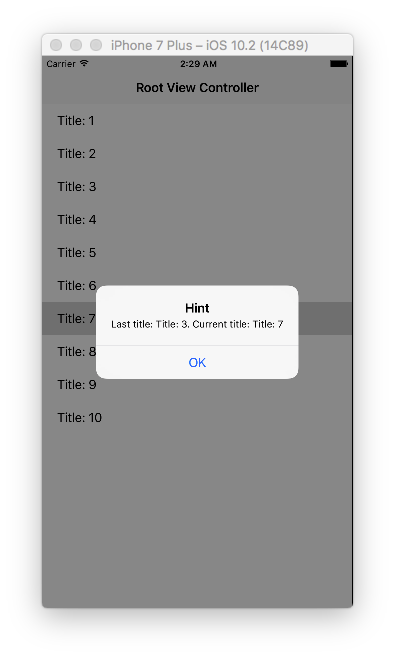 iPhone 7 Plus – iOS 10.2 (14C89)
Carrier 2:29 AM
Root View Controller
Title: 1
Title: 2
Title: 3
Title: 4
Title: 5
Title: 6
Hint
Last title: Title: 3. Current title: Title: 7
Title: 7
Title: 8
OK
Title: 9
Title: 10